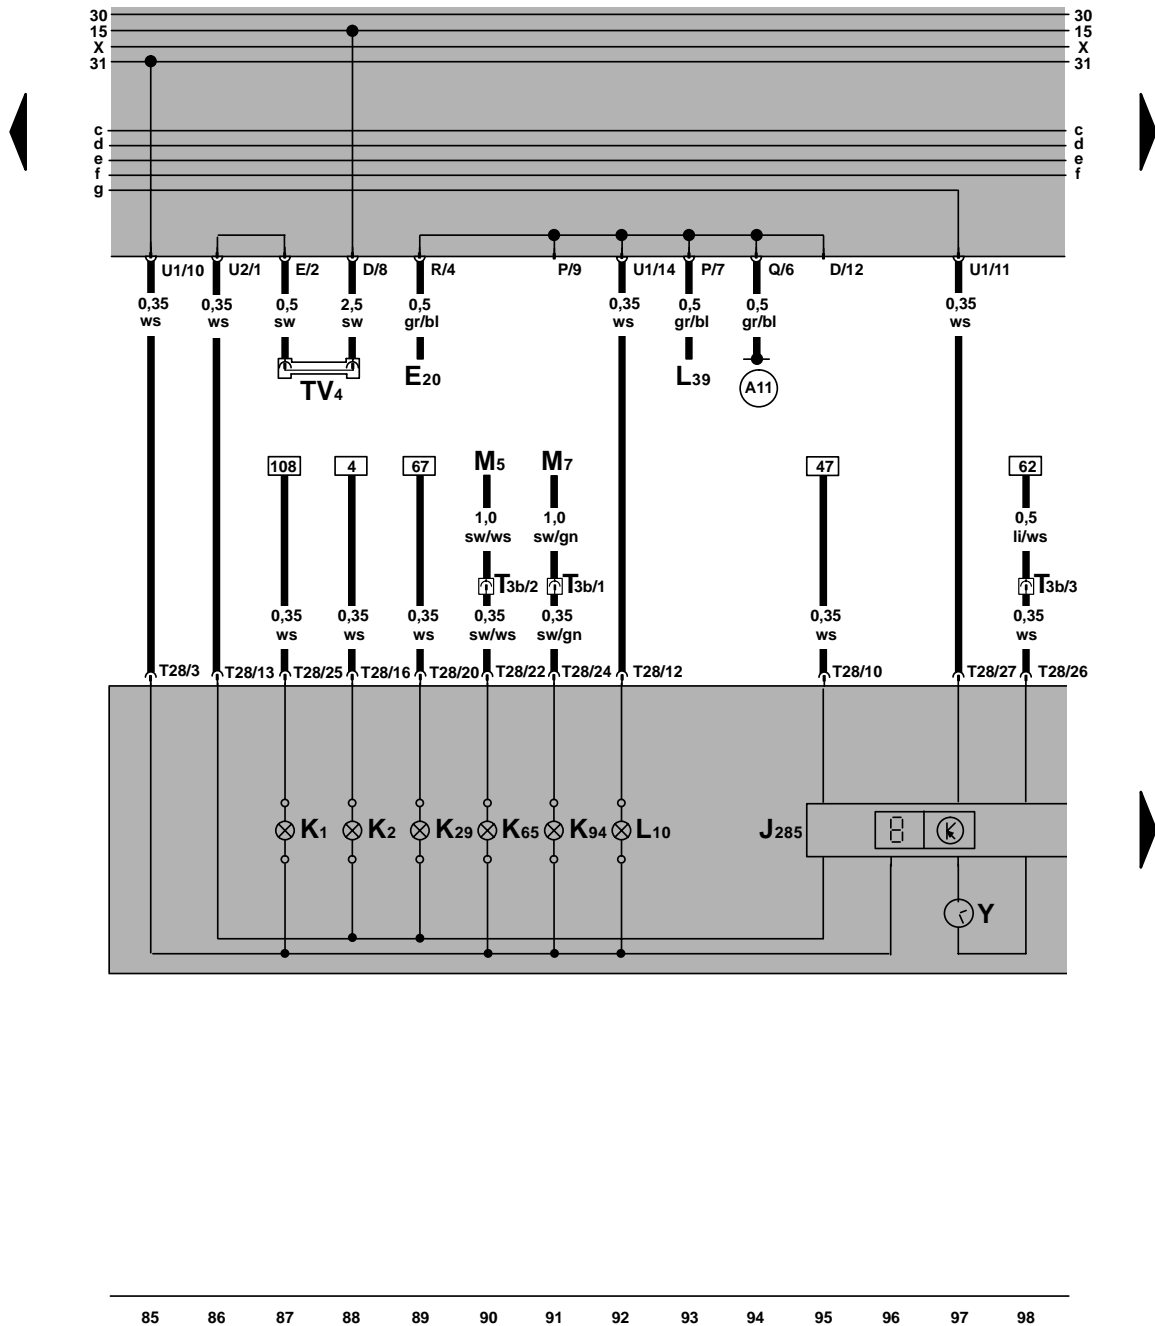 30 30
15 15
X X
31 31
c c
d d
e e
f f
g
U1/10 U2/1 E/2 D/8 R/4 P/9 U1/14 P/7 Q/6 D/12 U1/11
0,35 0,35 0,5 2,5 0,5 0,35 0,5 0,5 0,35
ws ws sw sw gr/bl ws gr/bl gr/bl ws
TV4 E20 L39 A11
108 4 67 M5 M7 47 62
1,0 1,0 0,5
sw/ws sw/gn li/ws
T3b/2 T3b/1 T3b/3
0,35 0,35 0,35 0,35 0,35 0,35 0,35
ws ws ws sw/ws sw/gn ws ws
T28/3 T28/13 T28/25 T28/16 T28/20 T28/22 T28/24 T28/12 T28/10 T28/27 T28/26
K1 K2 K29 K65 K94 L10 J285
Y
85 86 87 88 89 90 91 92 93 94 95 96 97 98